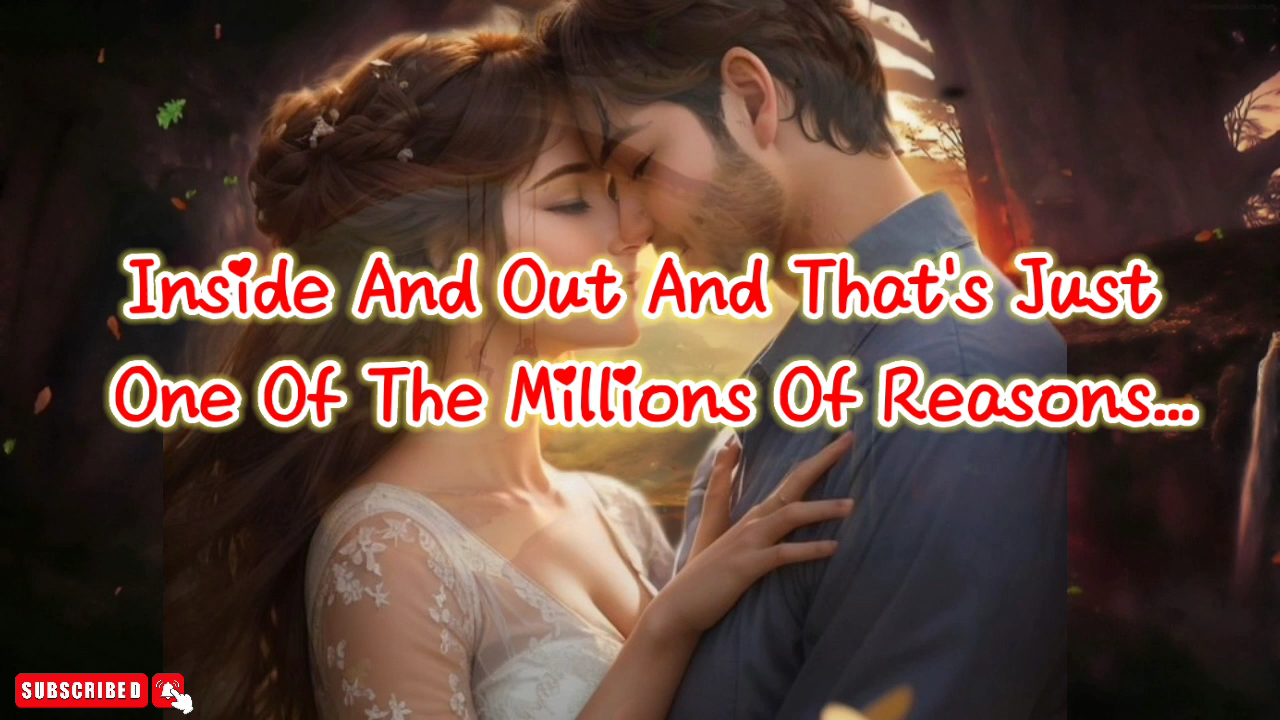 Inside And Out And That's Just
One Of The Millions Of Reasons...
SUBSCRIBED